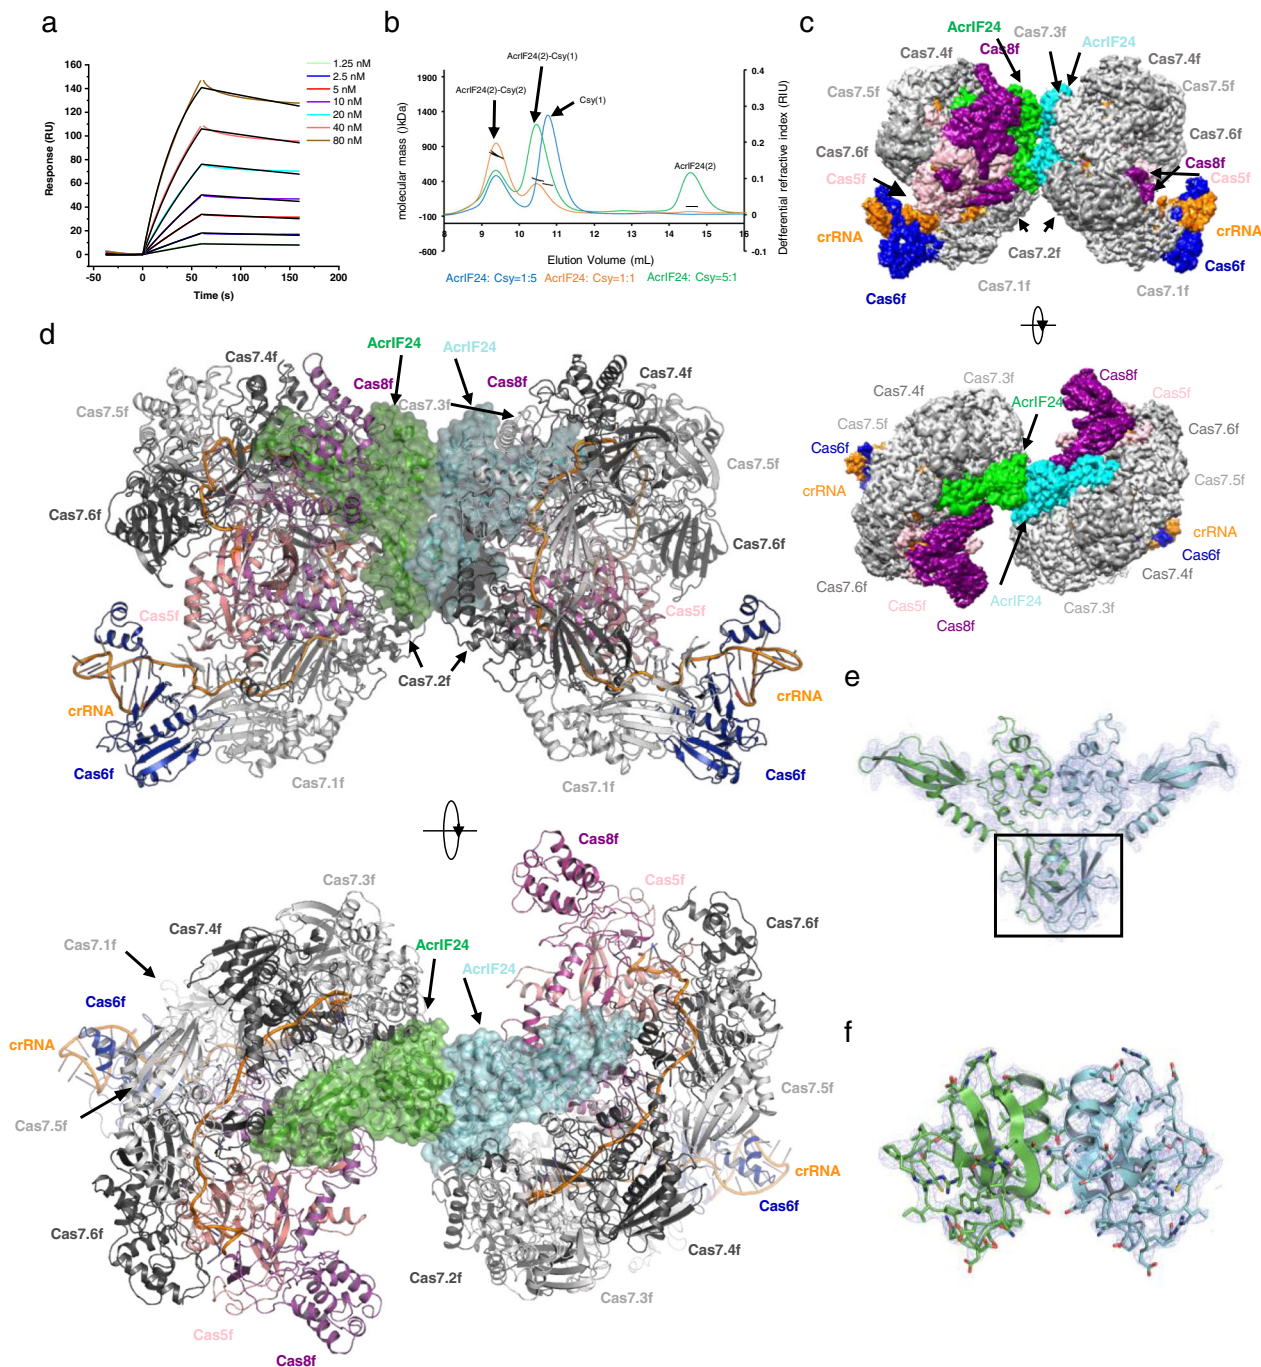 a
Response (RU)
160
140
120
100
80
60
40
20
0
-50
0
50
100
150
200
Time (s)
1.25 nM
2.5 nM
5 nM
10 nM
20 nM
40 nM
80 nM
b
molecular mass ()kDa)
1900
1400
900
400
-100
-600
AcrIF24(2)-Csy(2)
AcrIF24(2)-Csy(1)
Csy(1)
AcrIF24(2)
0.4
0.3
0.2
0.1
0
-0.1
Defferential refractive index (RIU)
8
9
10
11
12
13
14
15
16
Elution Volume (mL)
AcrIF24: Csy=1:5
AcrIF24: Csy=1:1
AcrIF24: Csy=5:1
c
AcrIF24
Cas7.3f
AcrIF24
Cas7.4f
Cas8f
Cas7.4f
Cas7.5f
Cas7.5f
Cas7.6f
Cas7.6f
Cas5f
Cas8f
Cas5f
crRNA
crRNA
Cas7.2f
Cas6f
Cas6f
Cas7.1f
Cas7.1f
Cas7.3f
Cas8f
Cas7.4f
AcrIF24
Cas5f
Cas7.5f
Cas7.6f
Cas6f
Cas7.5f
crRNA
crRNA
Cas6f
Cas7.6f
Cas7.4f
Cas5f
AcrIF24
Cas7.3f
Cas8f
d
AcrIF24
AcrIF24
Cas7.4f
Cas8f
Cas8f
Cas7.4f
Cas7.5f
Cas7.3f
Cas7.5f
Cas7.6f
Cas7.6f
Cas5f
Cas5f
Cas7.2f
crRNA
crRNA
Cas6f
Cas7.1f
Cas7.1f
Cas6f
Cas8f
Cas7.3f
Cas5f
Cas7.4f
Cas7.6f
Cas7.1f
AcrIF24
AcrIF24
Cas6f
crRNA
Cas7.5f
Cas7.5f
crRNA
Cas6f
Cas7.6f
Cas7.4f
Cas7.2f
Cas7.3f
Cas5f
Cas8f
e
f